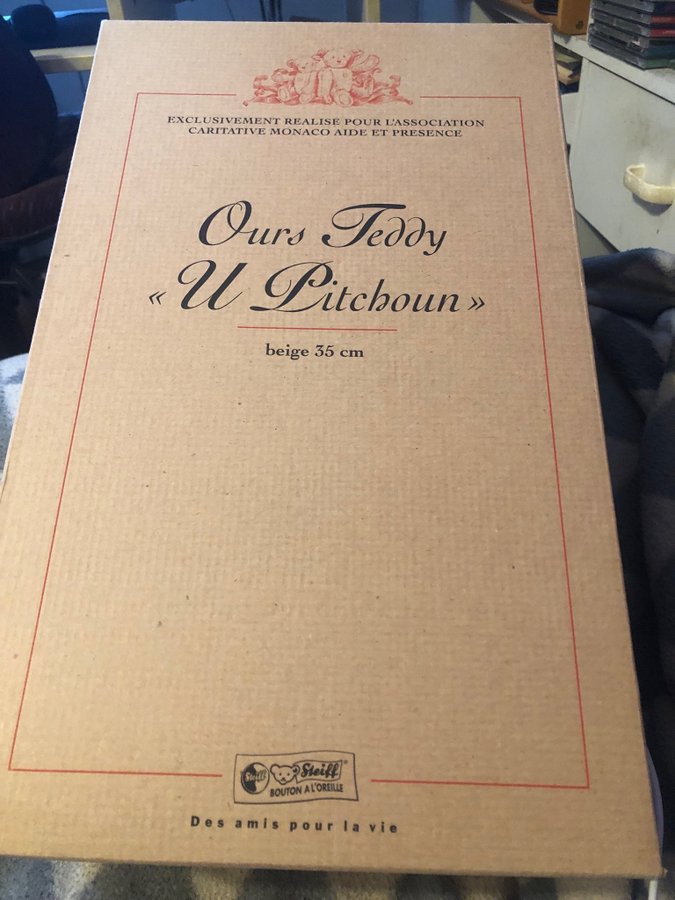 EXCLUSIVEMENT REALISE POUR L'ASSOCIATION
CARITATIVE MONACO AIDE ET PRESENCE
Ours Teddy
« U Pitchoun »
beige 35 cm
Steiff Steiff®
BOUTON A L'OREILLE
Des amis pour la vie